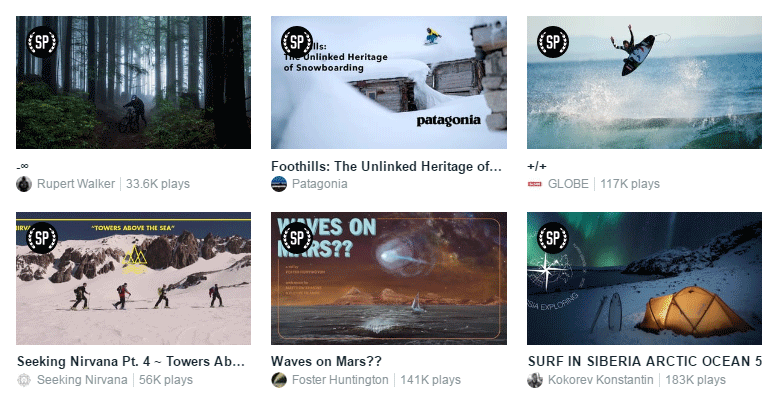 SP
SP
Foothills:
The Unlinked Heritage
of Snowboarding
patagonia
SP
-∞
Foothills: The Unlinked Heritage of...
+/+
Rupert Walker 33.6K plays
Patagonia
GLOBE GLOBE 117K plays
NIRVA "TOWERS ABOVE THE SEA"
SP
WAVES ON
MARS??
SP
SP
SIA EXPLORING
Seeking Nirvana Pt. 4 ~ Towers Ab...
Waves on Mars??
SURF IN SIBERIA ARCTIC OCEAN 5
Seeking Nirvana 56K plays
Foster Huntington 141K plays
Kokorev Konstantin 183K plays